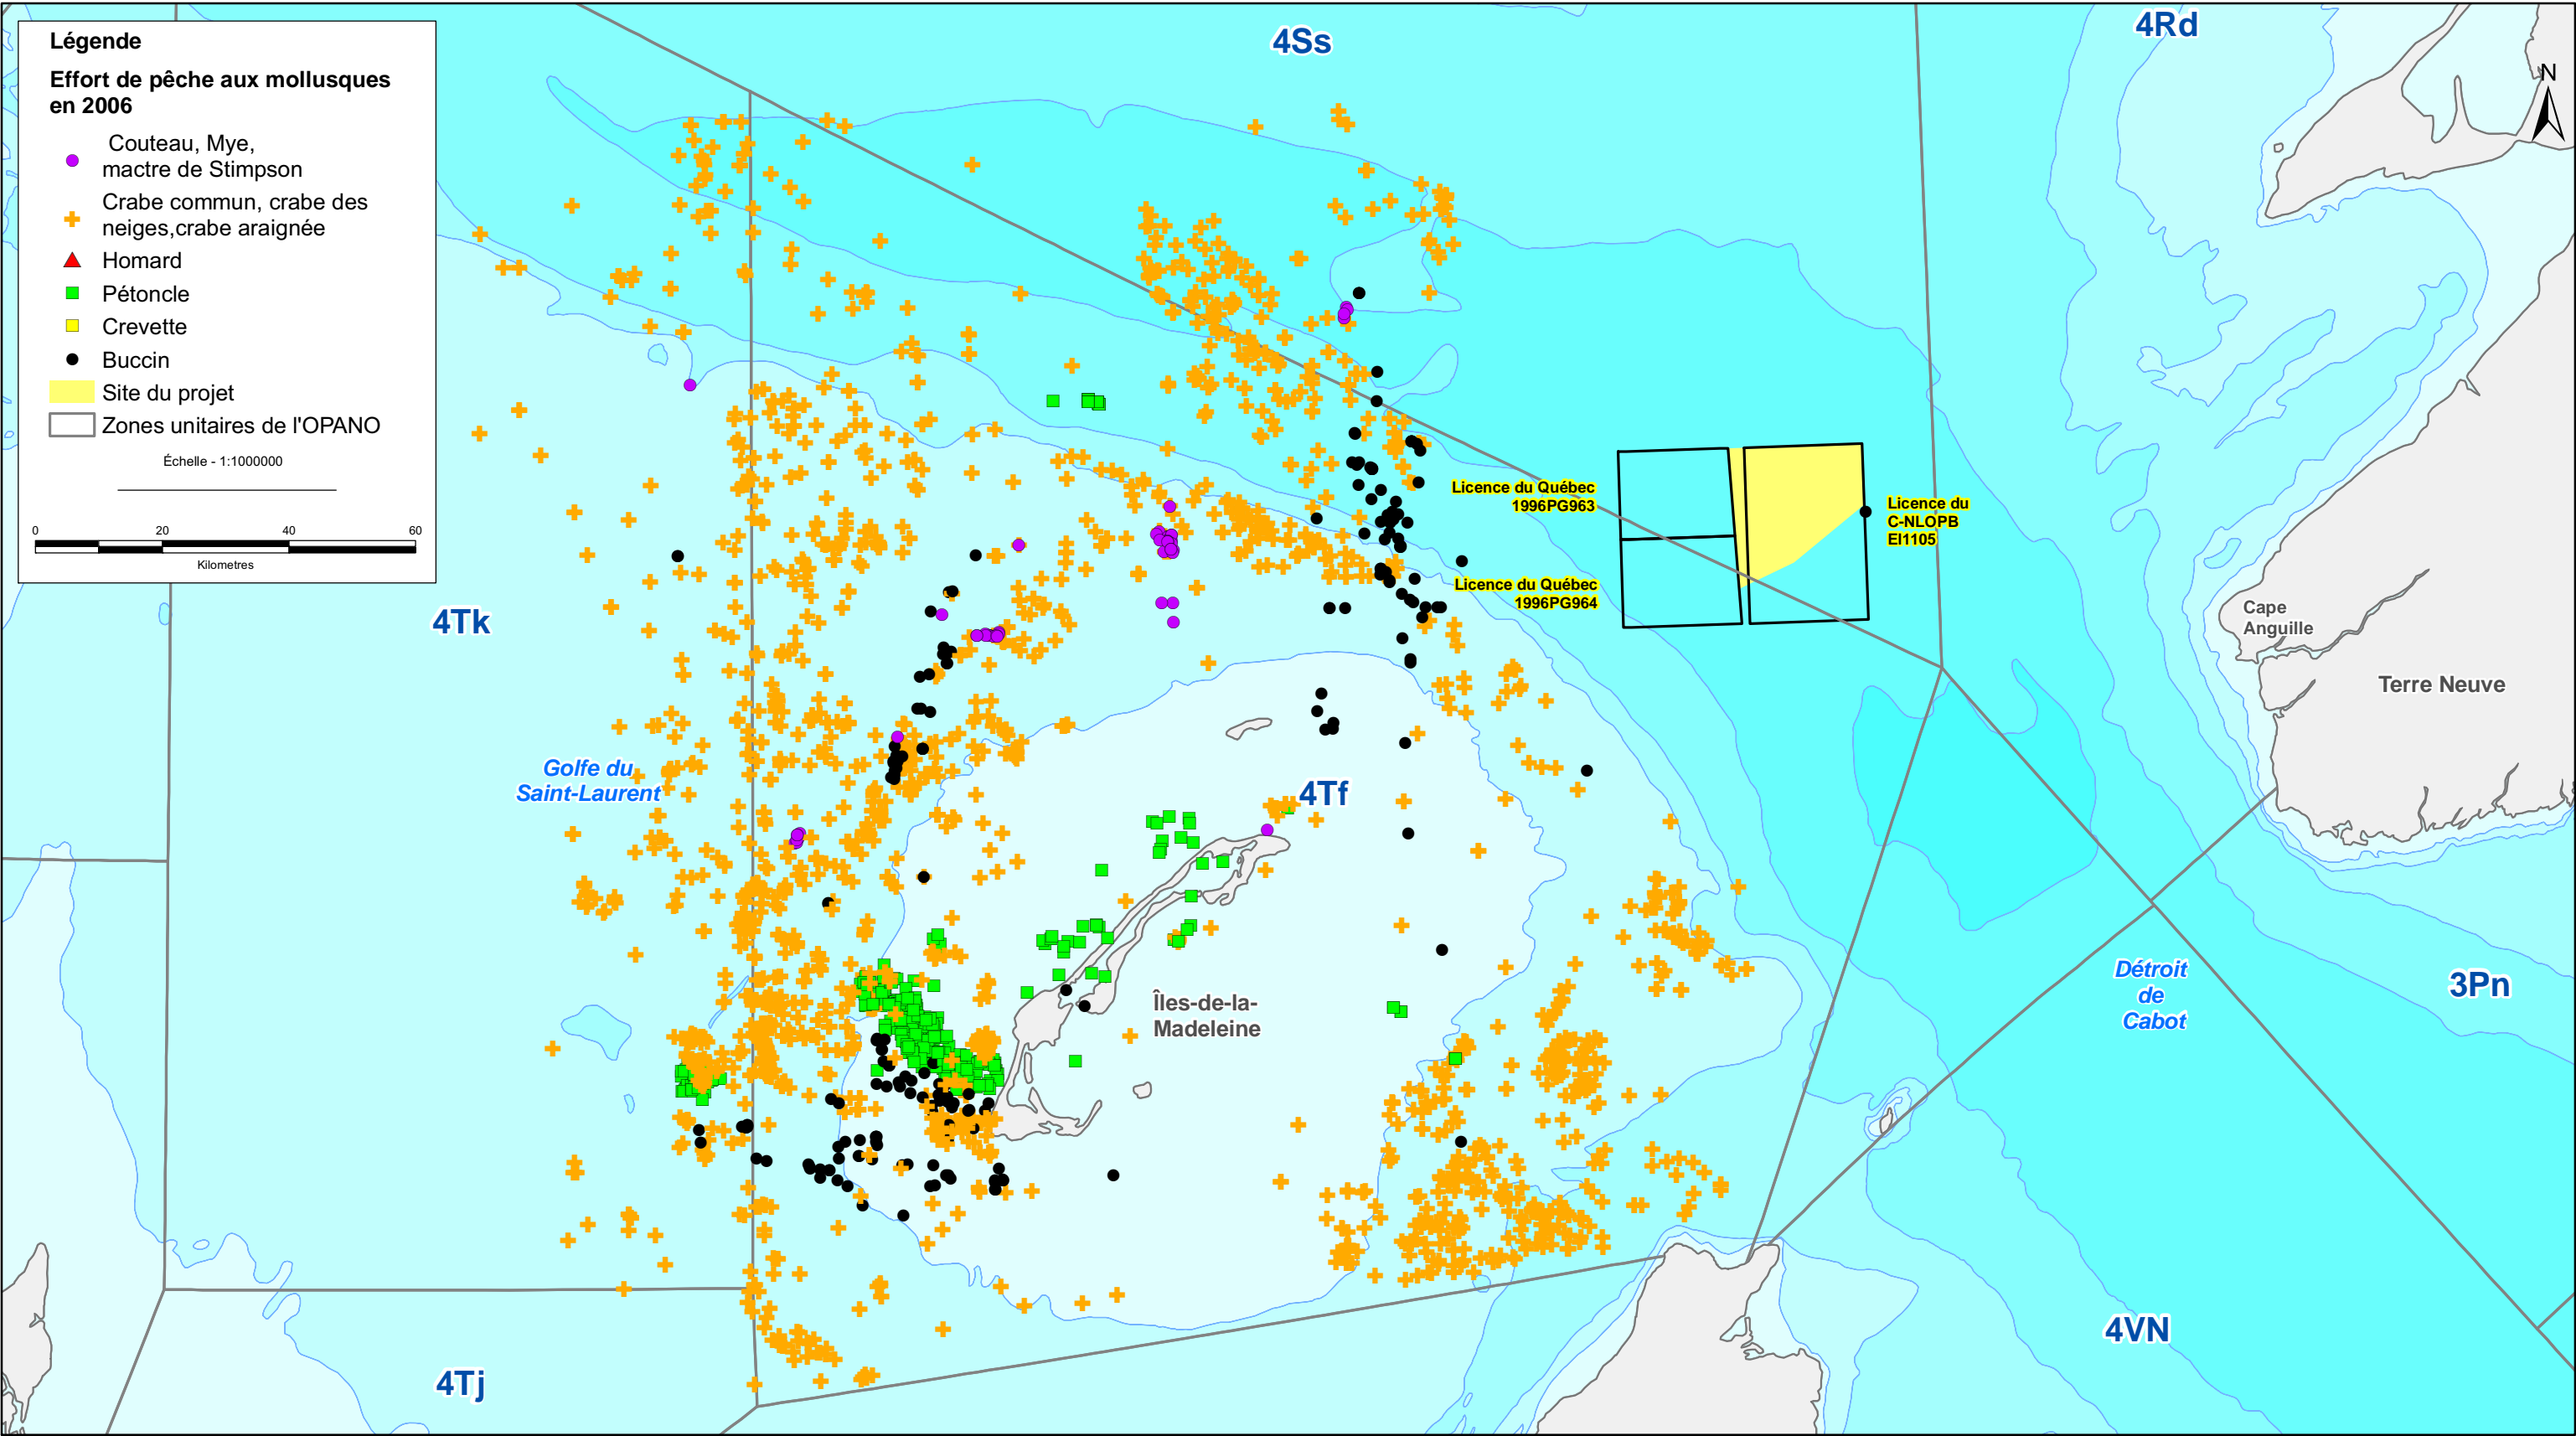 Légende
Effort de pêche aux mollusques
en 2006
Couteau, Mye,
mactre de Stimpson
Crabe commun, crabe des
neiges,crabe araignée
Homard
Pétoncle
Crevette
Buccin
Site du projet
Zones unitaires de l'OPANO
Échelle - 1:1000000
0 20 40 60
Kilometres
4Ss
4Rd
N
Licence du Québec
1996PG963
Licence du
C-NLOPB
EI1105
Licence du Québec
1996PG964
4Tk
Cape
Anguille
Terre Neuve
Golfe du
Saint-Laurent
4Tf
Îles-de-la-
Madeleine
Détroit
de
Cabot
3Pn
4VN
4Tj